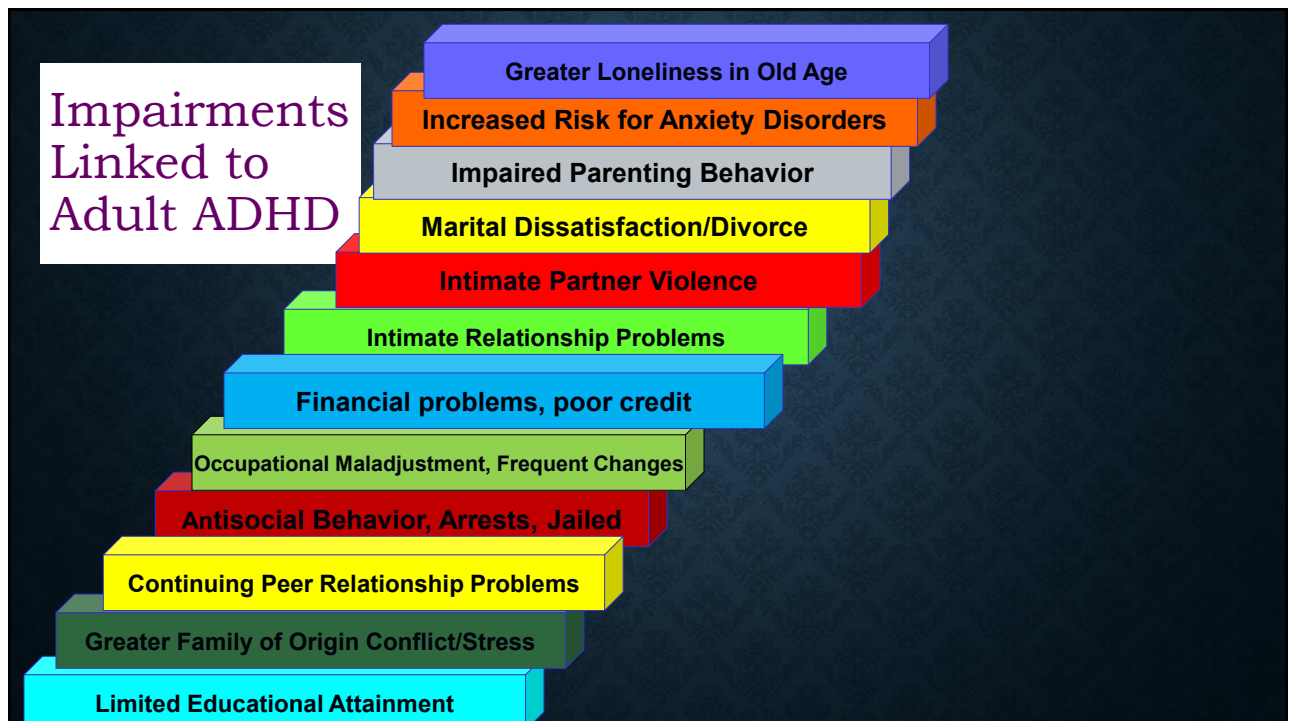 Impairments
Linked to
Adult ADHD
Greater Loneliness in Old Age
Increased Risk for Anxiety Disorders
Impaired Parenting Behavior
Marital Dissatisfaction/Divorce
Intimate Partner Violence
Intimate Relationship Problems
Financial problems, poor credit
Occupational Maladjustment, Frequent Changes
Antisocial Behavior, Arrests, Jailed
Continuing Peer Relationship Problems
Greater Family of Origin Conflict/Stress
Limited Educational Attainment